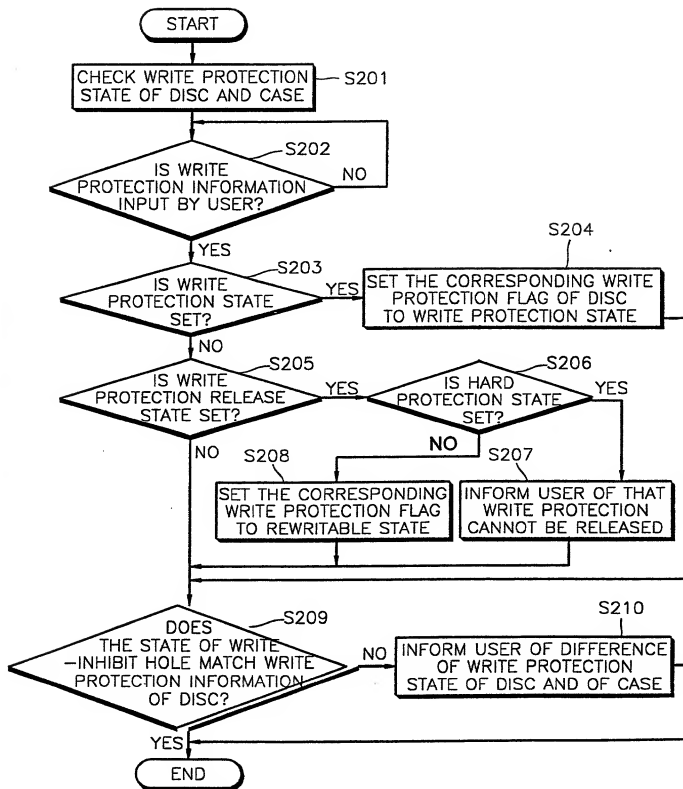 START
CHECK WRITE PROTECTION
STATE OF DISC AND CASE
S201
S202
IS WRITE
PROTECTION INFORMATION
INPUT BY USER?
NO
YES
S203
IS WRITE
PROTECTION STATE
SET?
YES
S204
SET THE CORRESPONDING WRITE
PROTECTION FLAG OF DISC
TO WRITE PROTECTION STATE
NO
S205
IS WRITE
PROTECTION RELEASE
STATE SET?
YES
S206
IS HARD
PROTECTION STATE
SET?
YES
NO
NO
S208
SET THE CORRESPONDING
WRITE PROTECTION FLAG
TO REWRITABLE STATE
S207
INFORM USER OF THAT
WRITE PROTECTION
CANNOT BE RELEASED
S209
DOES
THE STATE OF WRITE
-INHIBIT HOLE MATCH WRITE
PROTECTION INFORMATION
OF DISC?
NO
S210
INFORM USER OF DIFFERENCE
OF WRITE PROTECTION
STATE OF DISC AND OF CASE
YES
END